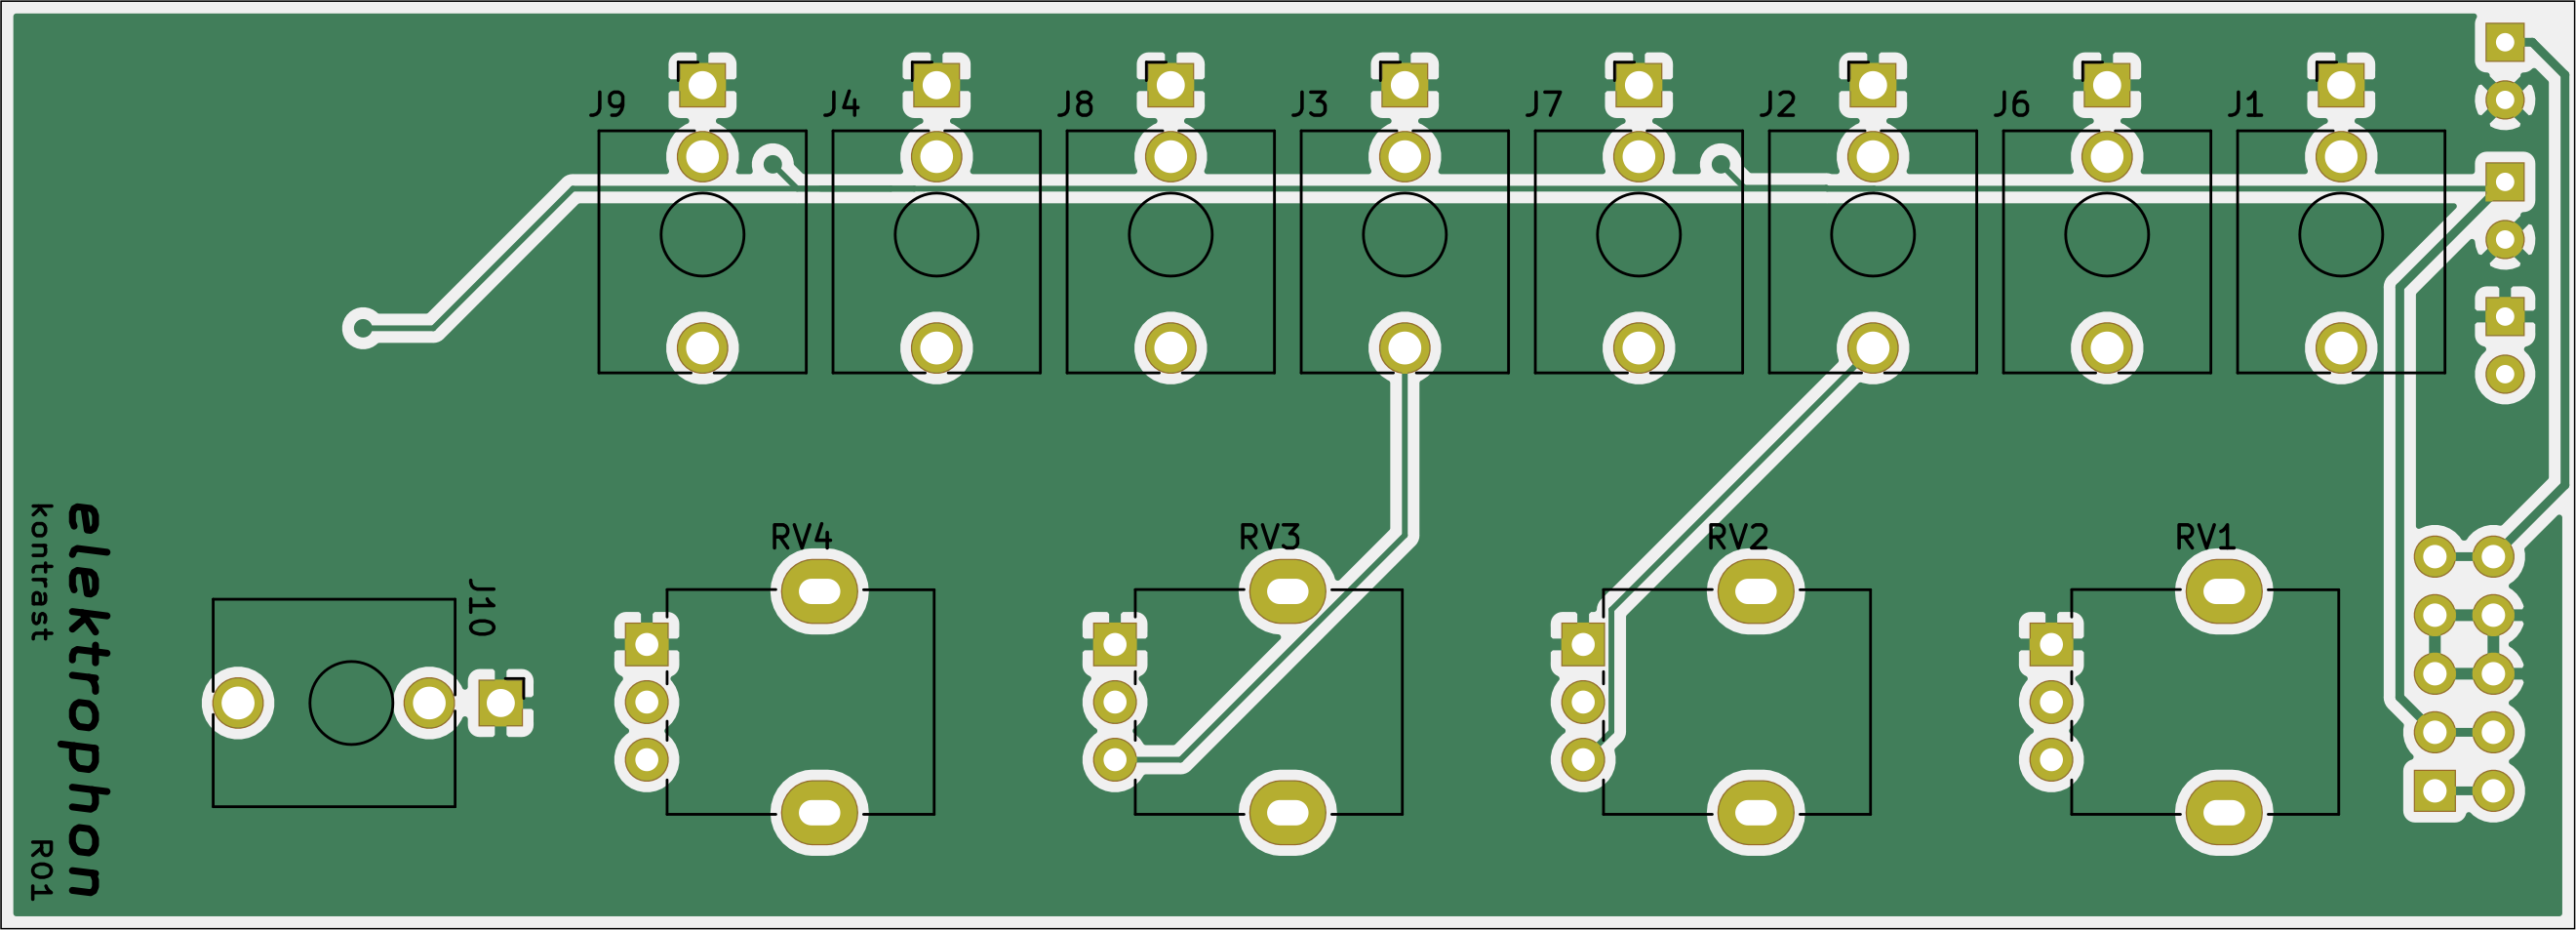 J9
J4
J8
J3
J7
J2
J6
J1
RV4
RV3
RV2
RV1
J10
elektrophon
kontrast
R01